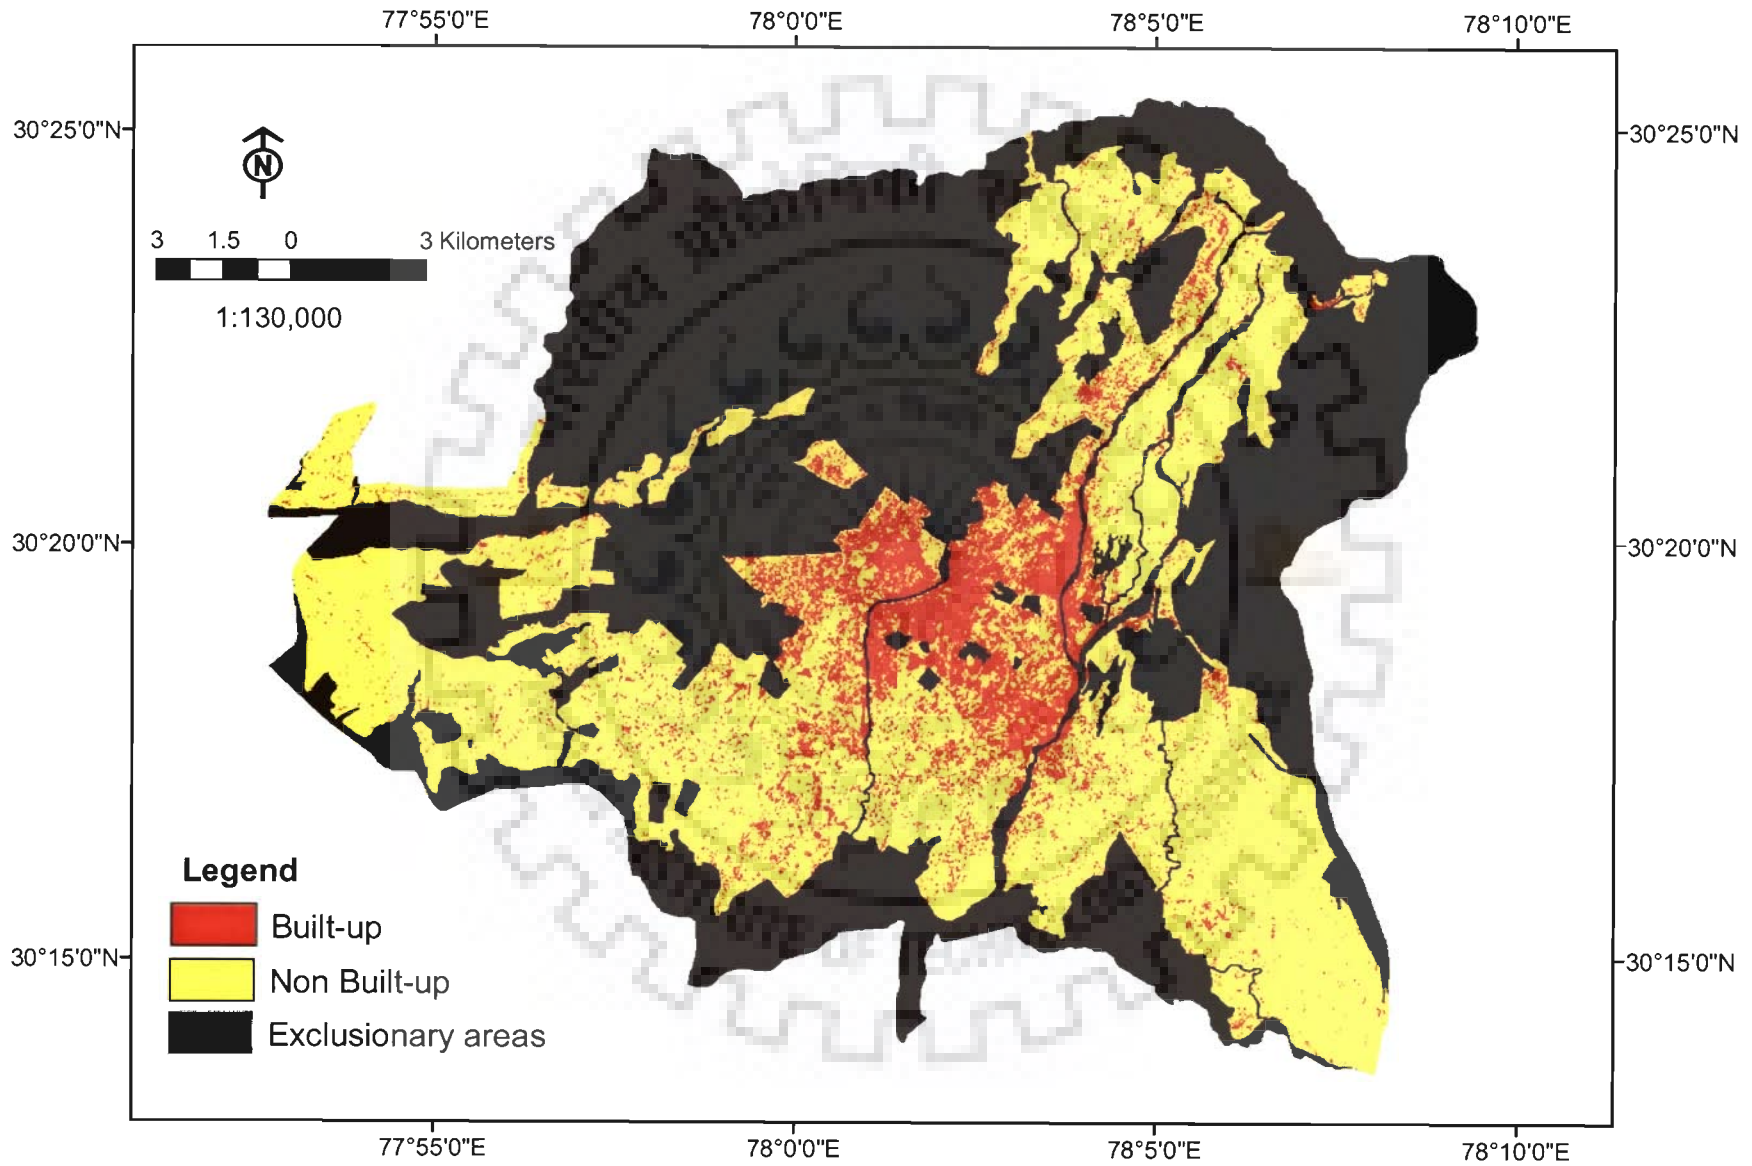 77°55'0"E 78°0'0"E 78°5'0"E 78°10'0"E
30°25'0"N 30°25'0"N
N
3 1.5 0 3 Kilometers
1:130,000
30°20'0"N 30°20'0"N
Legend
Built-up
Non Built-up
Exclusionary areas
30°15'0"N 30°15'0"N
77°55'0"E 78°0'0"E 78°5'0"E 78°10'0"E